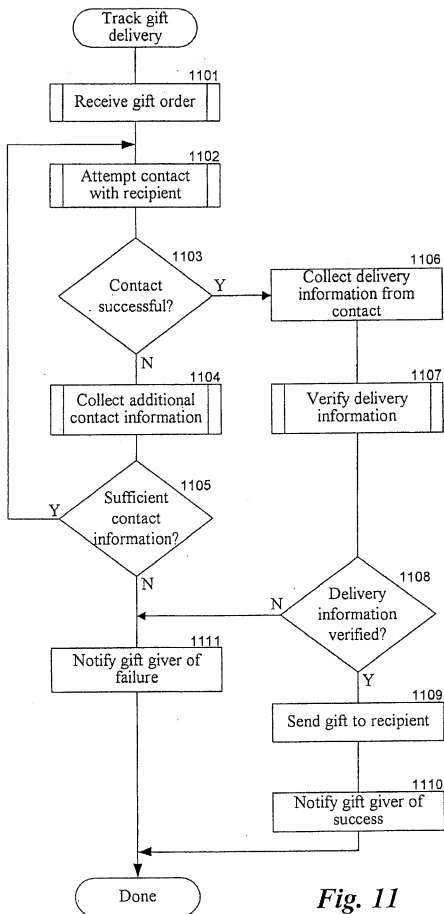 Track gift
delivery
1101
Receive gift order
1102
Attempt contact
with recipient
1103
Contact
successful?
Y
N
1106
Collect delivery
information from
contact
1104
Collect additional
contact information
1107
Verify delivery
information
1105
Sufficient
contact
information?
Y
N
1108
Delivery
information
verified?
N
Y
1111
Notify gift giver of
failure
1109
Send gift to recipient
1110
Notify gift giver of
success
Done
Fig. 11